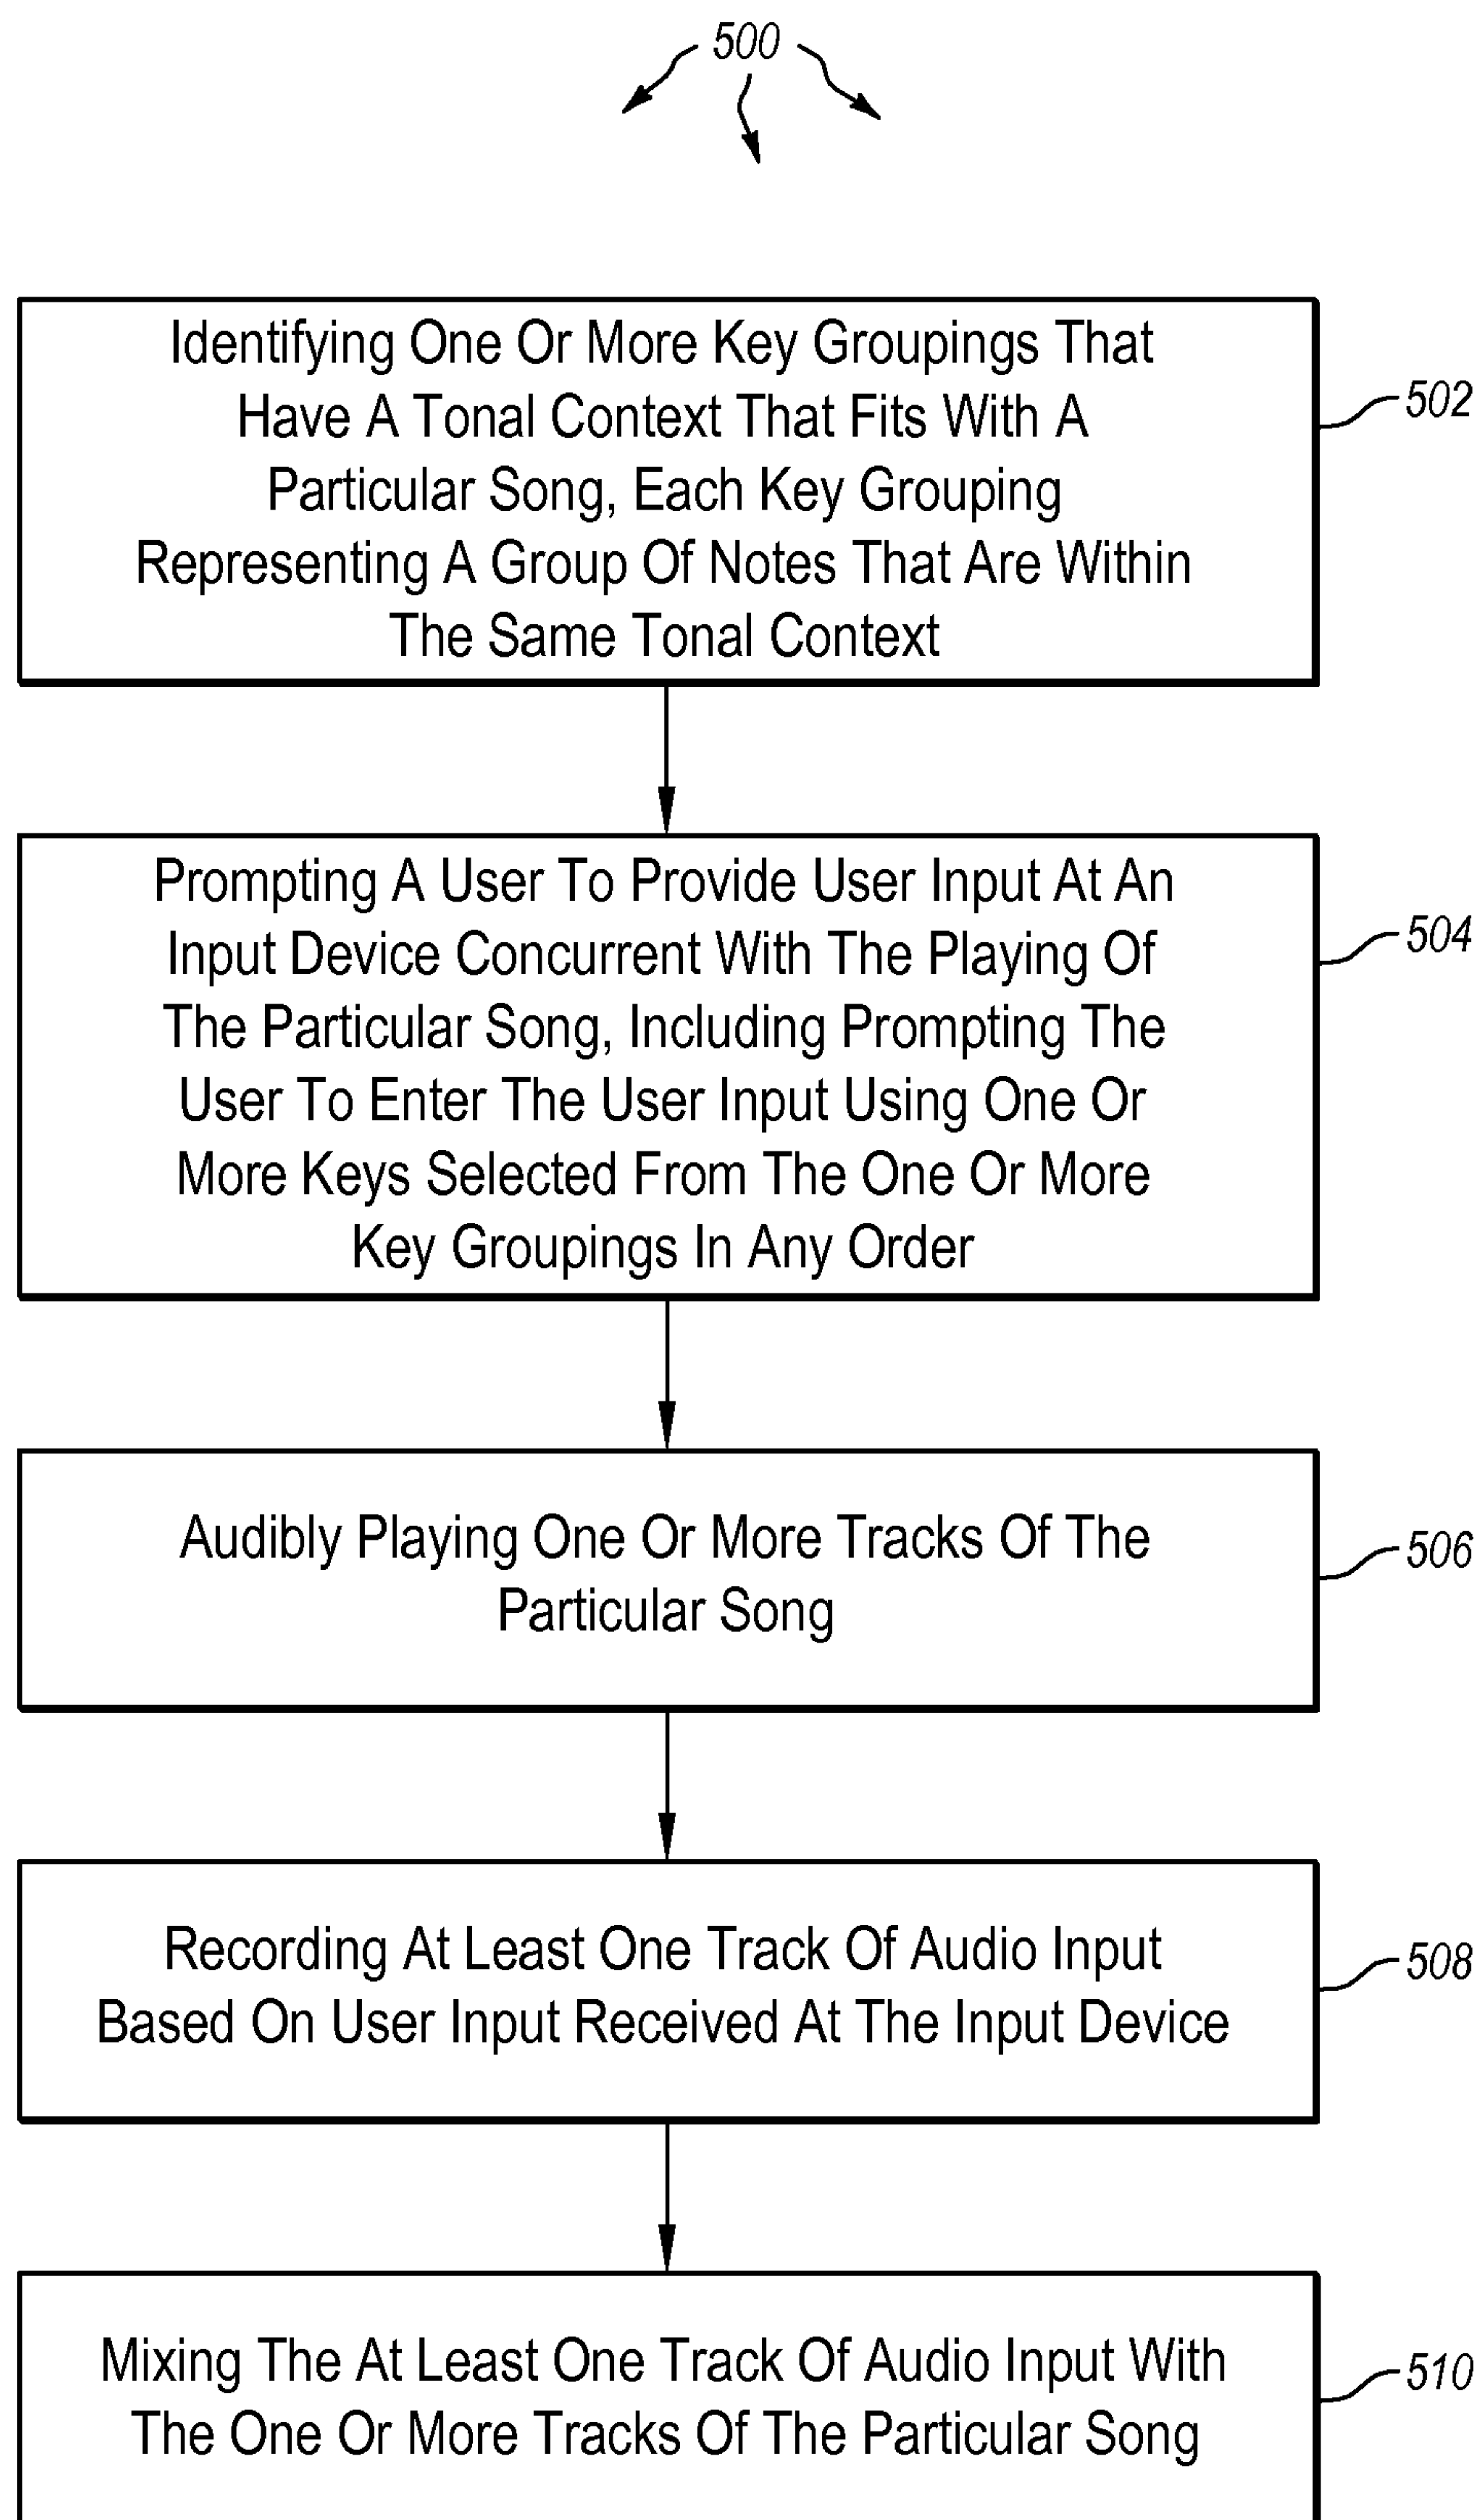 500
Identifying One Or More Key Groupings That
Have A Tonal Context That Fits With A
Particular Song, Each Key Grouping
Representing A Group Of Notes That Are Within
The Same Tonal Context
502
Prompting A User To Provide User Input At An
Input Device Concurrent With The Playing Of
The Particular Song, Including Prompting The
User To Enter The User Input Using One Or
More Keys Selected From The One Or More
Key Groupings In Any Order
504
Audibly Playing One Or More Tracks Of The
Particular Song
506
Recording At Least One Track Of Audio Input
Based On User Input Received At The Input Device
508
Mixing The At Least One Track Of Audio Input With
The One Or More Tracks Of The Particular Song
510